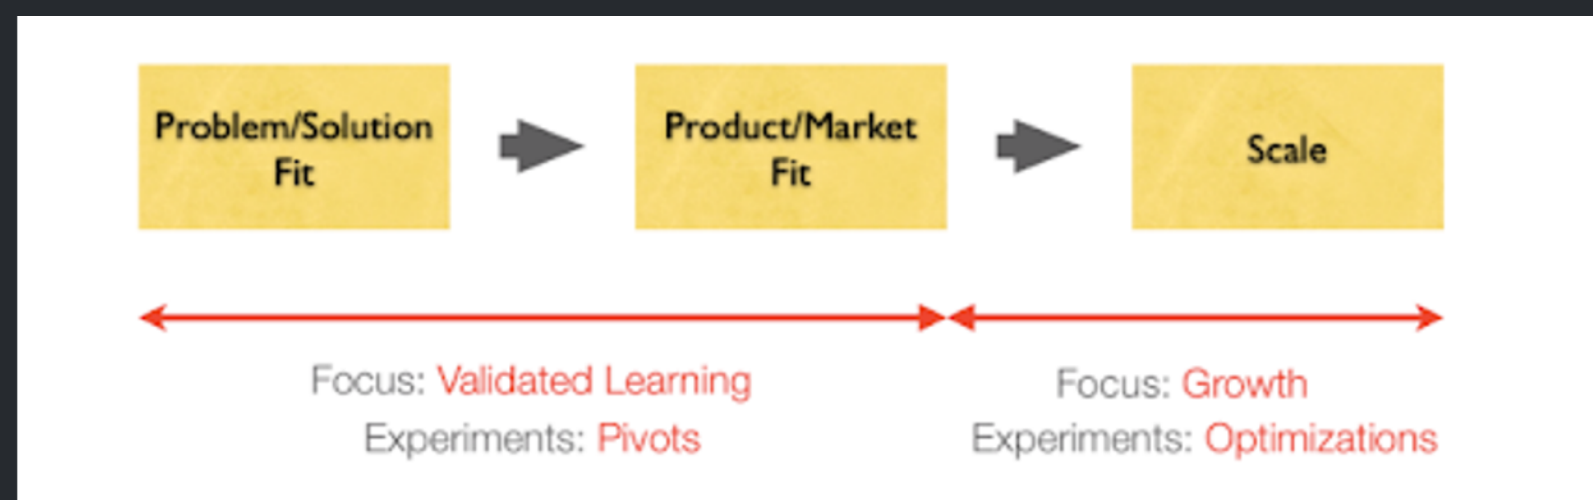 Problem/Solution
Fit
Product/Market
Fit
Scale
Focus: Validated Learning
Experiments: Pivots
Focus: Growth
Experiments: Optimizations